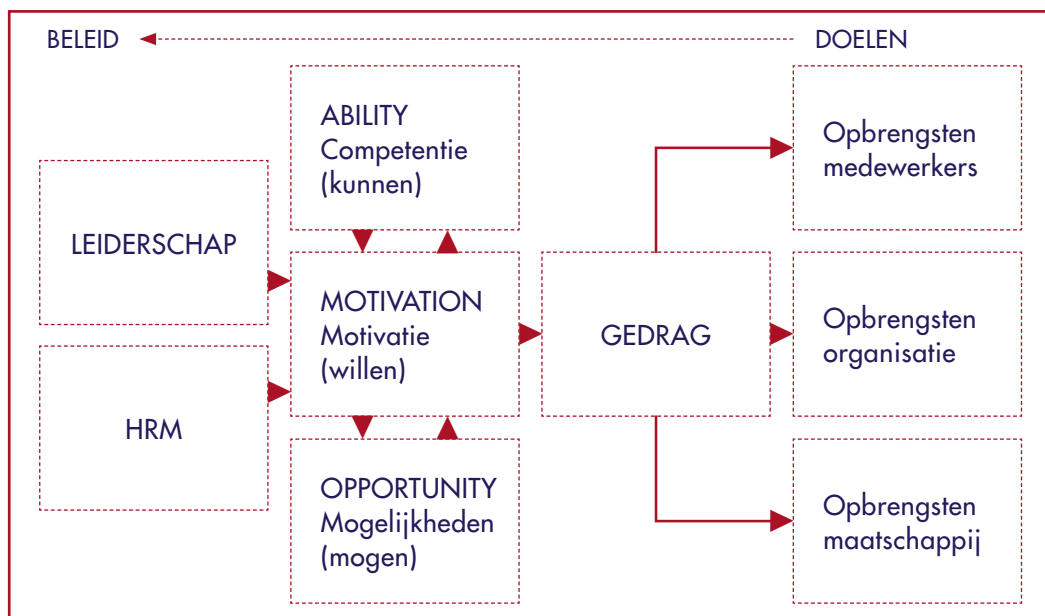 BELEID
DOELEN
ABILITY
Competentie
(kunnen)
LEIDERSCHAP
MOTIVATION
Motivatie
(willen)
HRM
OPPORTUNITY
Mogelijkheden
(mogen)
GEDRAG
Opbrengsten
medewerkers
Opbrengsten
organisatie
Opbrengsten
maatschappij